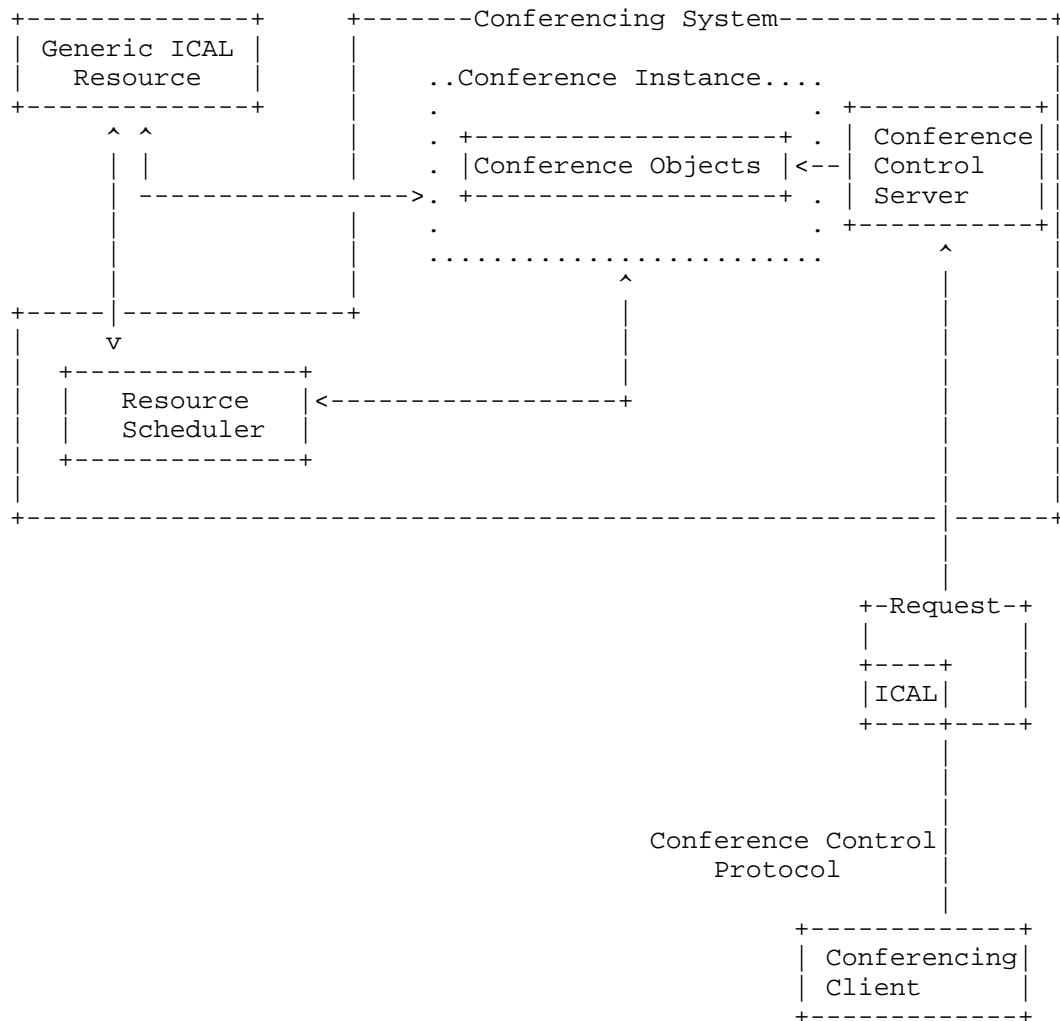 Conferencing System
Generic ICAL
Resource
Conference Instance
Conference
Conference Objects
Control
Server
Resource
Scheduler
Request
ICAL
Conference Control
Protocol
Conferencing
Client